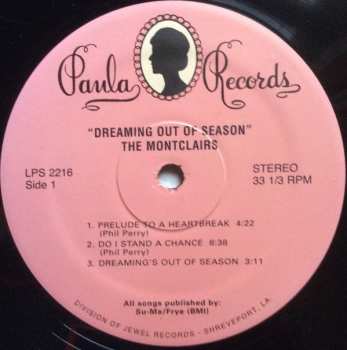 Paula Records
"DREAMING OUT OF SEASON"
THE MONTCLAIRS
LPS 2216
Side 1
STEREO
33 1/3 RPM
1. PRELUDE TO A HEARTBREAK 4:22
(Phil Perry)
2. DO I STAND A CHANCE 6:38
(Phil Perry)
3. DREAMING'S OUT OF SEASON 3:11
All songs published by:
Su-Ma/Frye (BMI)
DIVISION OF JEWEL RECORDS - SHREVEPORT, LA